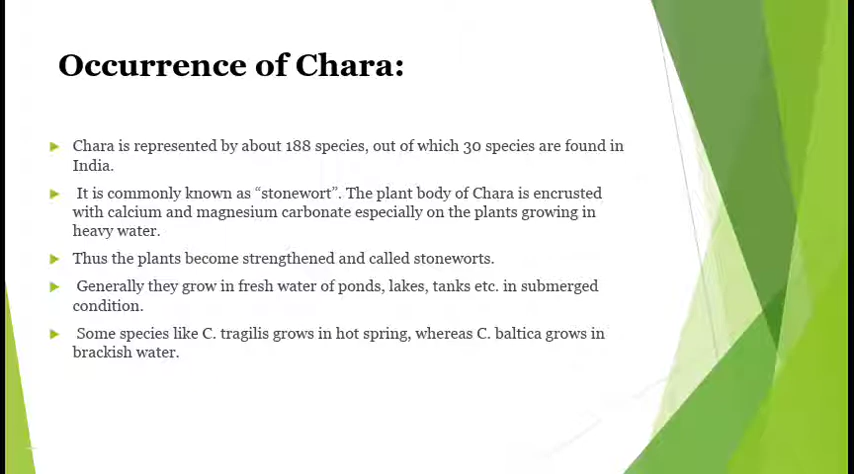 Occurrence of Chara:
Chara is represented by about 188 species, out of which 30 species are found in
India.
It is commonly known as “stonewort”. The plant body of Chara is encrusted
with calcium and magnesium carbonate especially on the plants growing in
heavy water.
Thus the plants become strengthened and called stoneworts.
Generally they grow in fresh water of ponds, lakes, tanks etc. in submerged
condition.
Some species like C. tragilis grows in hot spring, whereas C. baltica grows in
brackish water.